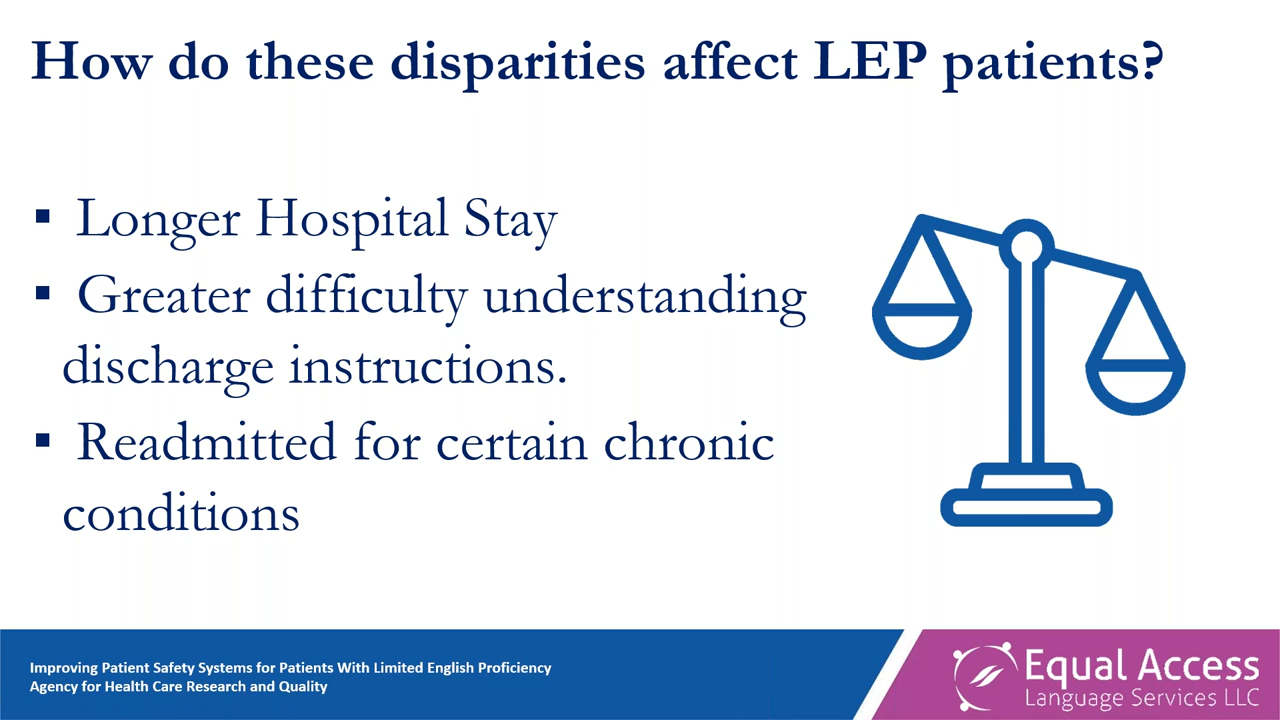 How do these disparities affect LEP patients?
▪ Longer Hospital Stay
▪ Greater difficulty understanding
discharge instructions.
▪ Readmitted for certain chronic
conditions
Improving Patient Safety Systems for Patients With Limited English Proficiency
Agency for Health Care Research and Quality
Equal Access
Language Services LLC